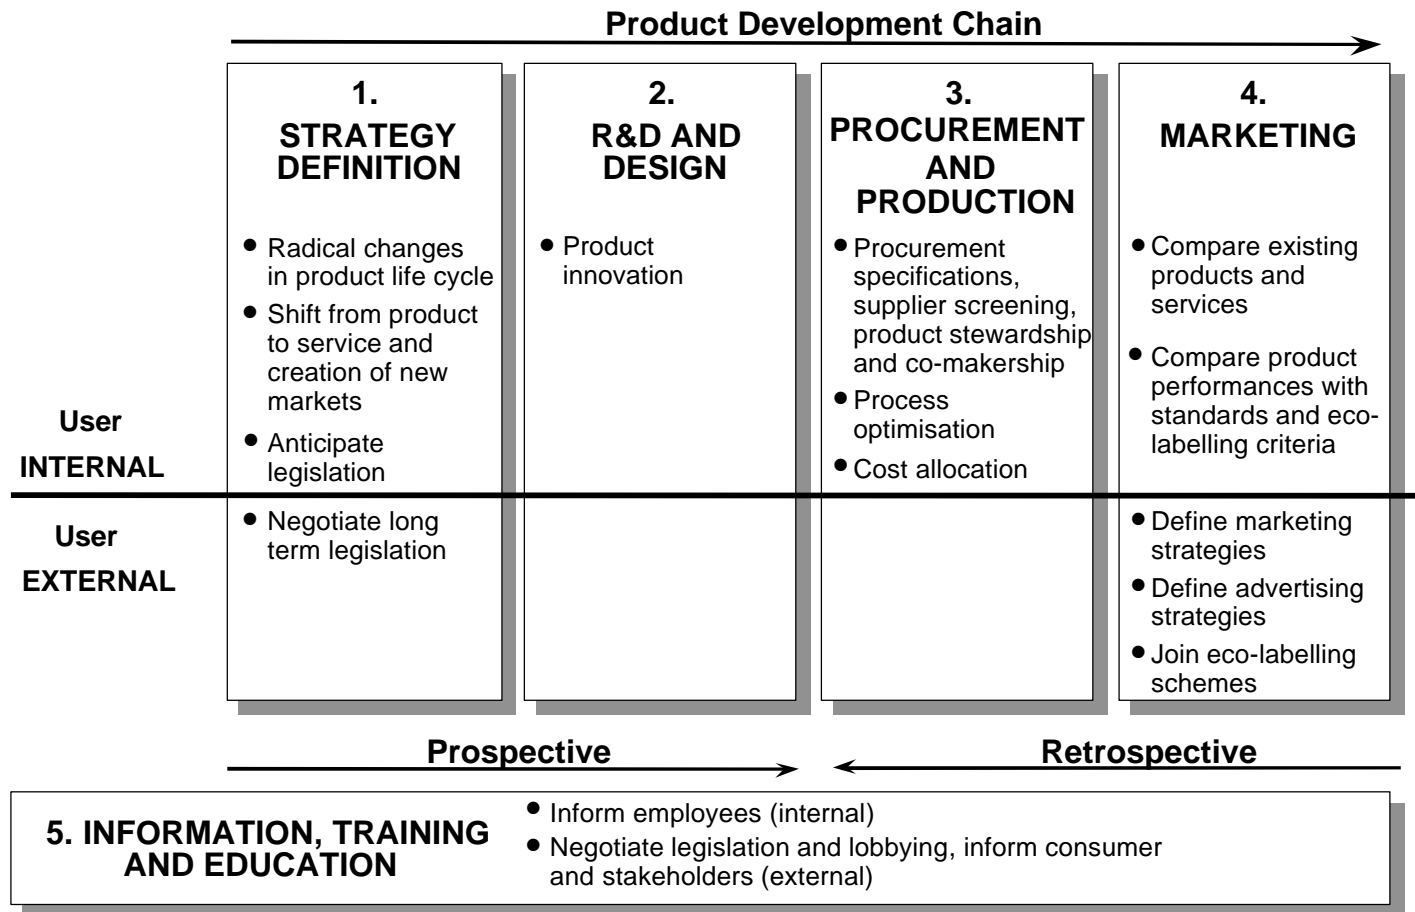 Product Development Chain
1.
STRATEGY
DEFINITION
• Radical changes
in product life cycle
• Shift from product
to service and
creation of new
markets
• Anticipate
legislation
• Negotiate long
term legislation
2.
R&D AND
DESIGN
• Product
innovation
3.
PROCUREMENT
AND
PRODUCTION
• Procurement
specifications,
supplier screening,
product stewardship
and co-makership
• Process
optimisation
• Cost allocation
4.
MARKETING
• Compare existing
products and
services
• Compare product
performances with
standards and eco-
labelling criteria
• Define marketing
strategies
• Define advertising
strategies
• Join eco-labelling
schemes
User
INTERNAL
User
EXTERNAL
Prospective
Retrospective
5. INFORMATION, TRAINING
AND EDUCATION
• Inform employees (internal)
• Negotiate legislation and lobbying, inform consumer
and stakeholders (external)